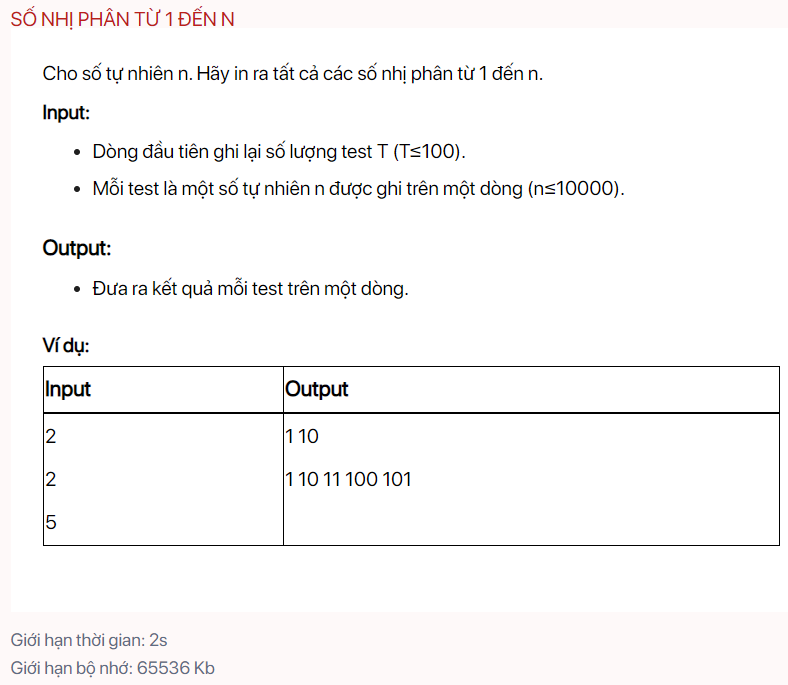 SỐ NHỊ PHÂN TỪ 1 ĐẾN N
Cho số tự nhiên n. Hãy in ra tất cả các số nhị phân từ 1 đến n.
Input:
• Dòng đầu tiên ghi lại số lượng test T (T≤100).
• Mỗi test là một số tự nhiên n được ghi trên một dòng (n≤10000).
Output:
• Đưa ra kết quả mỗi test trên một dòng.
Ví dụ:
Input Output
2 1 10
2 1 10 11 100 101
5
Giới hạn thời gian: 2s
Giới hạn bộ nhớ: 65536 Kb